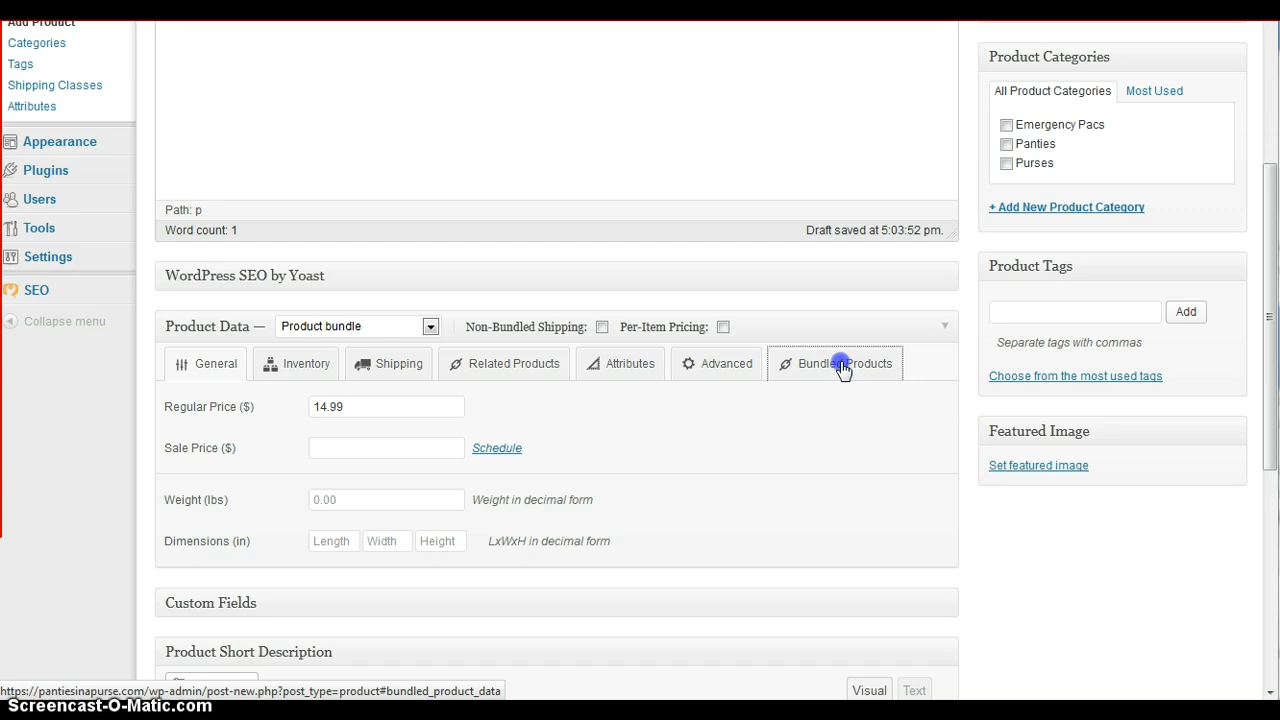 Add Product
Categories
Tags
Shipping Classes
Attributes
Appearance
Plugins
Users
Tools
Settings
SEO
Collapse menu
Path: p
Word count: 1
Draft saved at 5:03:52 pm.
WordPress SEO by Yoast
Product Data — Product bundle Non-Bundled Shipping: Per-Item Pricing:
General Inventory Shipping Related Products Attributes Advanced Bundled Products
Regular Price ($) 14.99
Sale Price ($) Schedule
Weight (lbs) 0.00 Weight in decimal form
Dimensions (in) Length Width Height LxWxH in decimal form
Custom Fields
Product Short Description
Visual Text
Product Categories
All Product Categories Most Used
Emergency Pacs
Panties
Purses
+ Add New Product Category
Product Tags
Add
Separate tags with commas
Choose from the most used tags
Featured Image
Set featured image
https://pantiesinapurse.com/wp-admin/post-new.php?post_type=product#bundled_product_data
Screencast-O-Matic.com